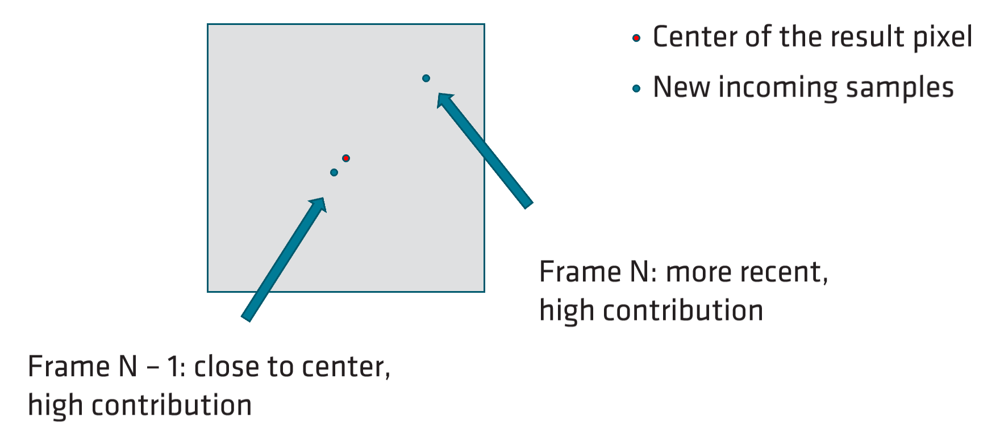 Center of the result pixel
New incoming samples
Frame N: more recent,
high contribution
Frame N – 1: close to center,
high contribution